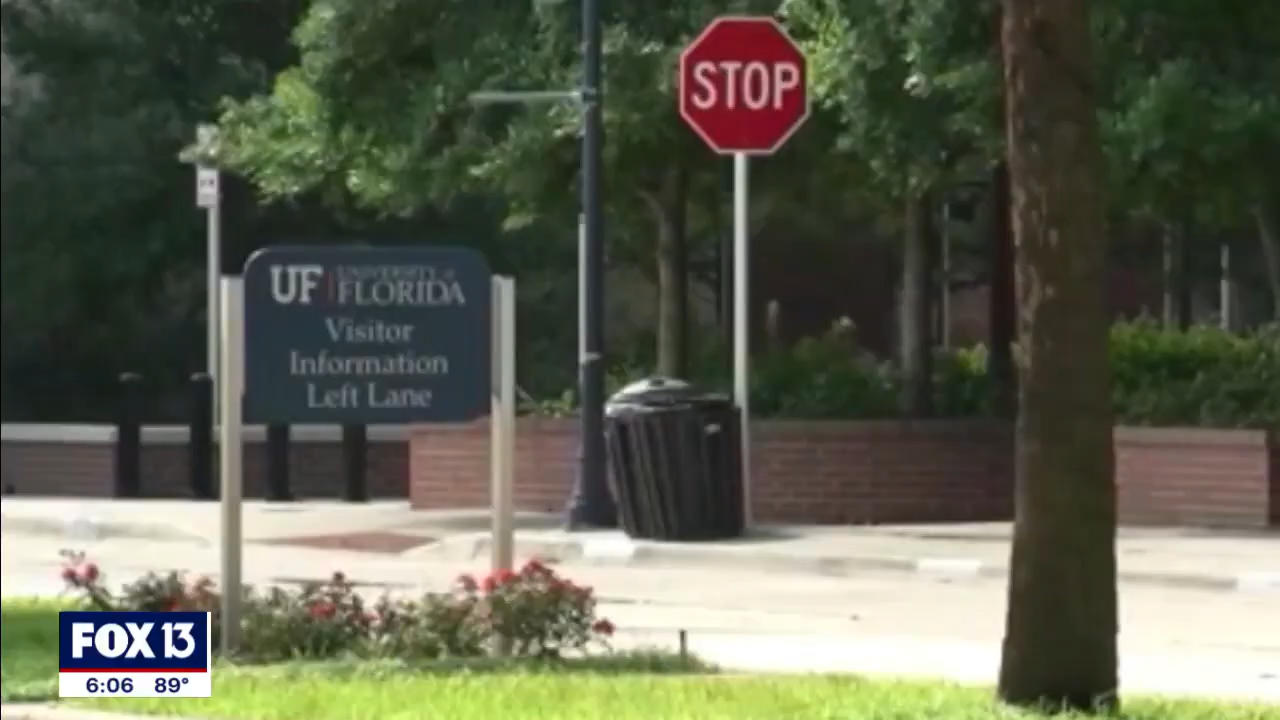 STOP
UF UNIVERSITY of
FLORIDA
Visitor
Information
Left Lane
FOX 13
6:06 89°